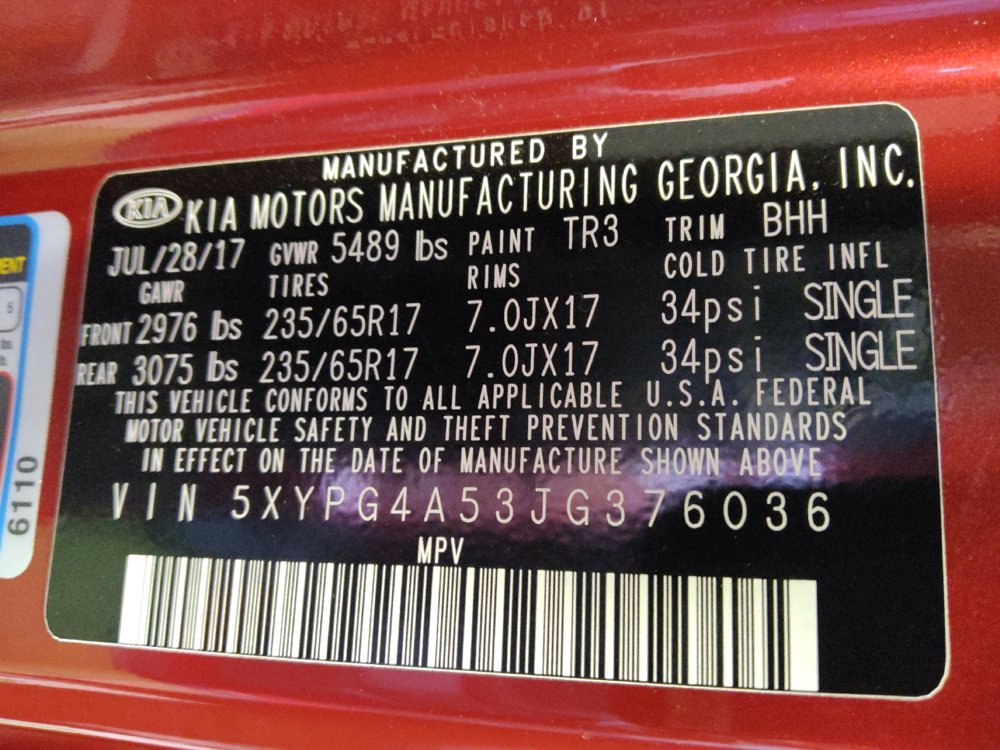 MANUFACTURED BY
KIA KIA MOTORS MANUFACTURING GEORGIA, INC.
JUL/28/17 GVWR 5489 lbs PAINT TR3 TRIM BHH
GAWR TIRES RIMS COLD TIRE INFL
FRONT 2976 lbs 235/65R17 7.0JX17 34psi SINGLE
REAR 3075 lbs 235/65R17 7.0JX17 34psi SINGLE
THIS VEHICLE CONFORMS TO ALL APPLICABLE U.S.A. FEDERAL
MOTOR VEHICLE SAFETY AND THEFT PREVENTION STANDARDS
IN EFFECT ON THE DATE OF MANUFACTURE SHOWN ABOVE
VIN 5XYPG4A53JG376036
MPV
5
lbs
6110